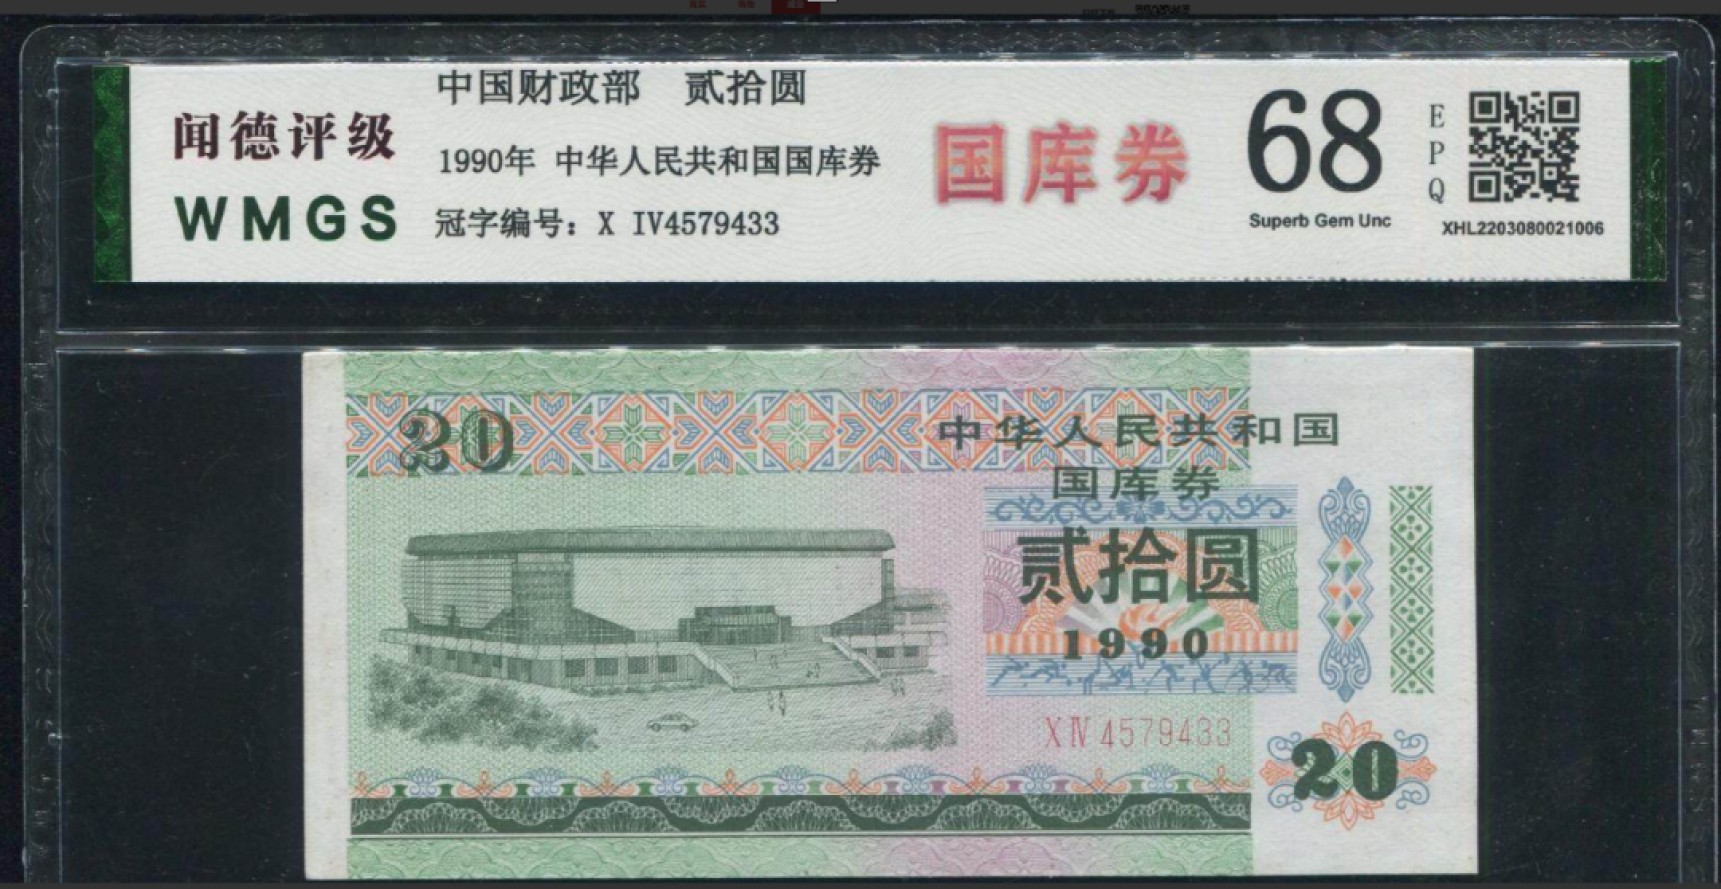 闻德评级
WMGS
中国财政部 贰拾圆
1990年 中华人民共和国国库券
冠字编号：X IV4579433
国库券
68
Superb Gem Unc
EPQ
XHL2203080021006
20
中华人民共和国
国库券
贰拾圆
1990
XⅣ4579433
20